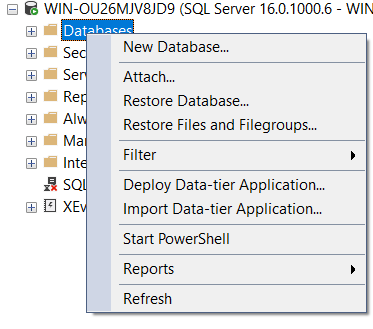 WIN-OU26MJV8JD9 (SQL Server 16.0.1000.6 - WIN
Databases
New Database...
Attach...
Restore Database...
Restore Files and Filegroups...
Filter
Deploy Data-tier Application...
Import Data-tier Application...
Start PowerShell
Reports
Refresh
Sec
Serv
Rep
Alw
Man
Inte
SQL
XEv